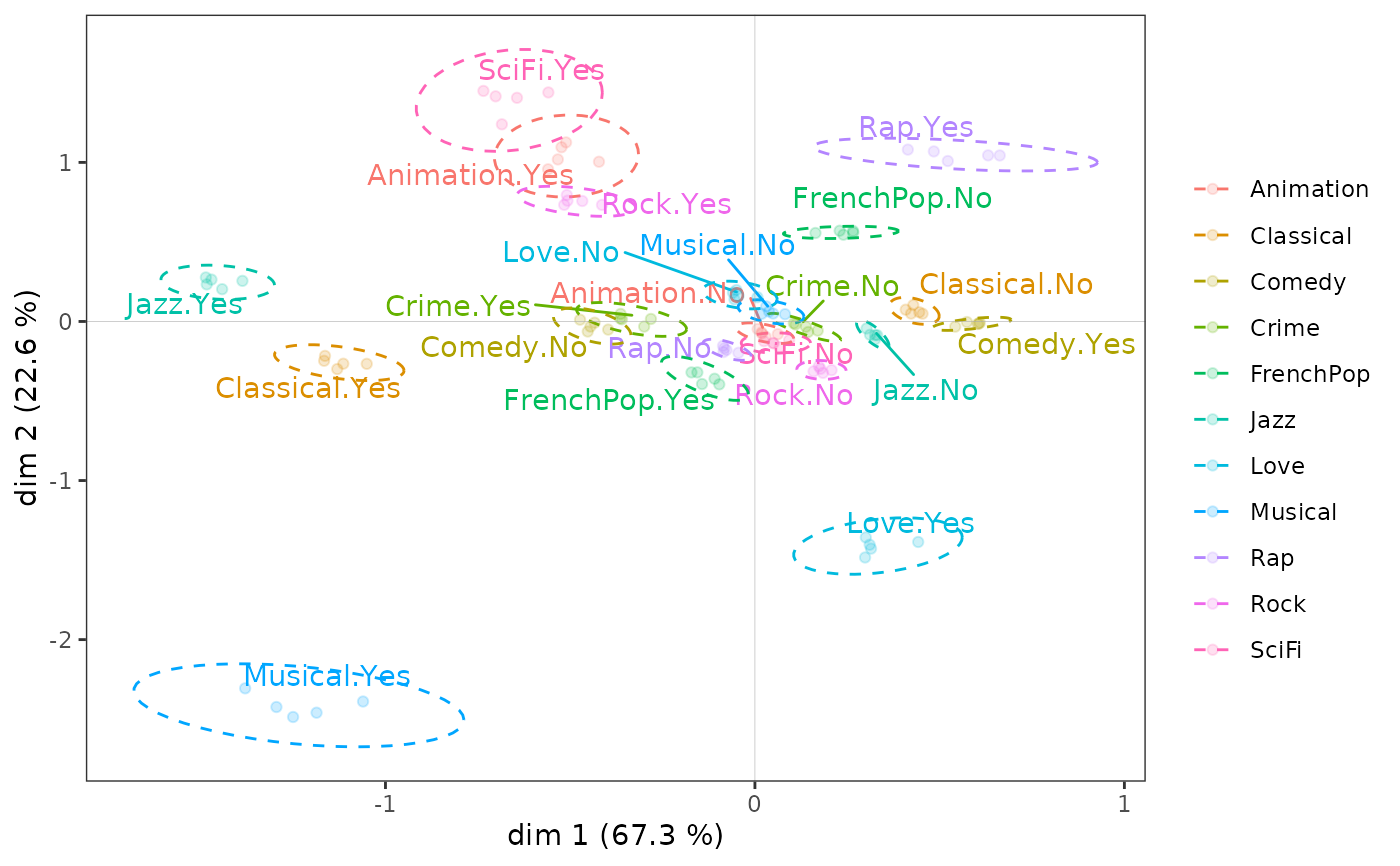 SciFi.Yes
Rap.Yes
Animation.Yes
Rock.Yes
FrenchPop.No
Love.No
Musical.No
Jazz.Yes
Crime.Yes
Animation.No
Crime.No
Classical.No
Comedy.No
Rap.No
SciFi.No
Comedy.Yes
Classical.Yes
FrenchPop.Yes
Rock.No
Jazz.No
Love.Yes
Musical.Yes
1
0
-1
-2
-1
0
1
dim 1 (67.3 %)
dim 2 (22.6 %)
Animation
Classical
Comedy
Crime
FrenchPop
Jazz
Love
Musical
Rap
Rock
SciFi